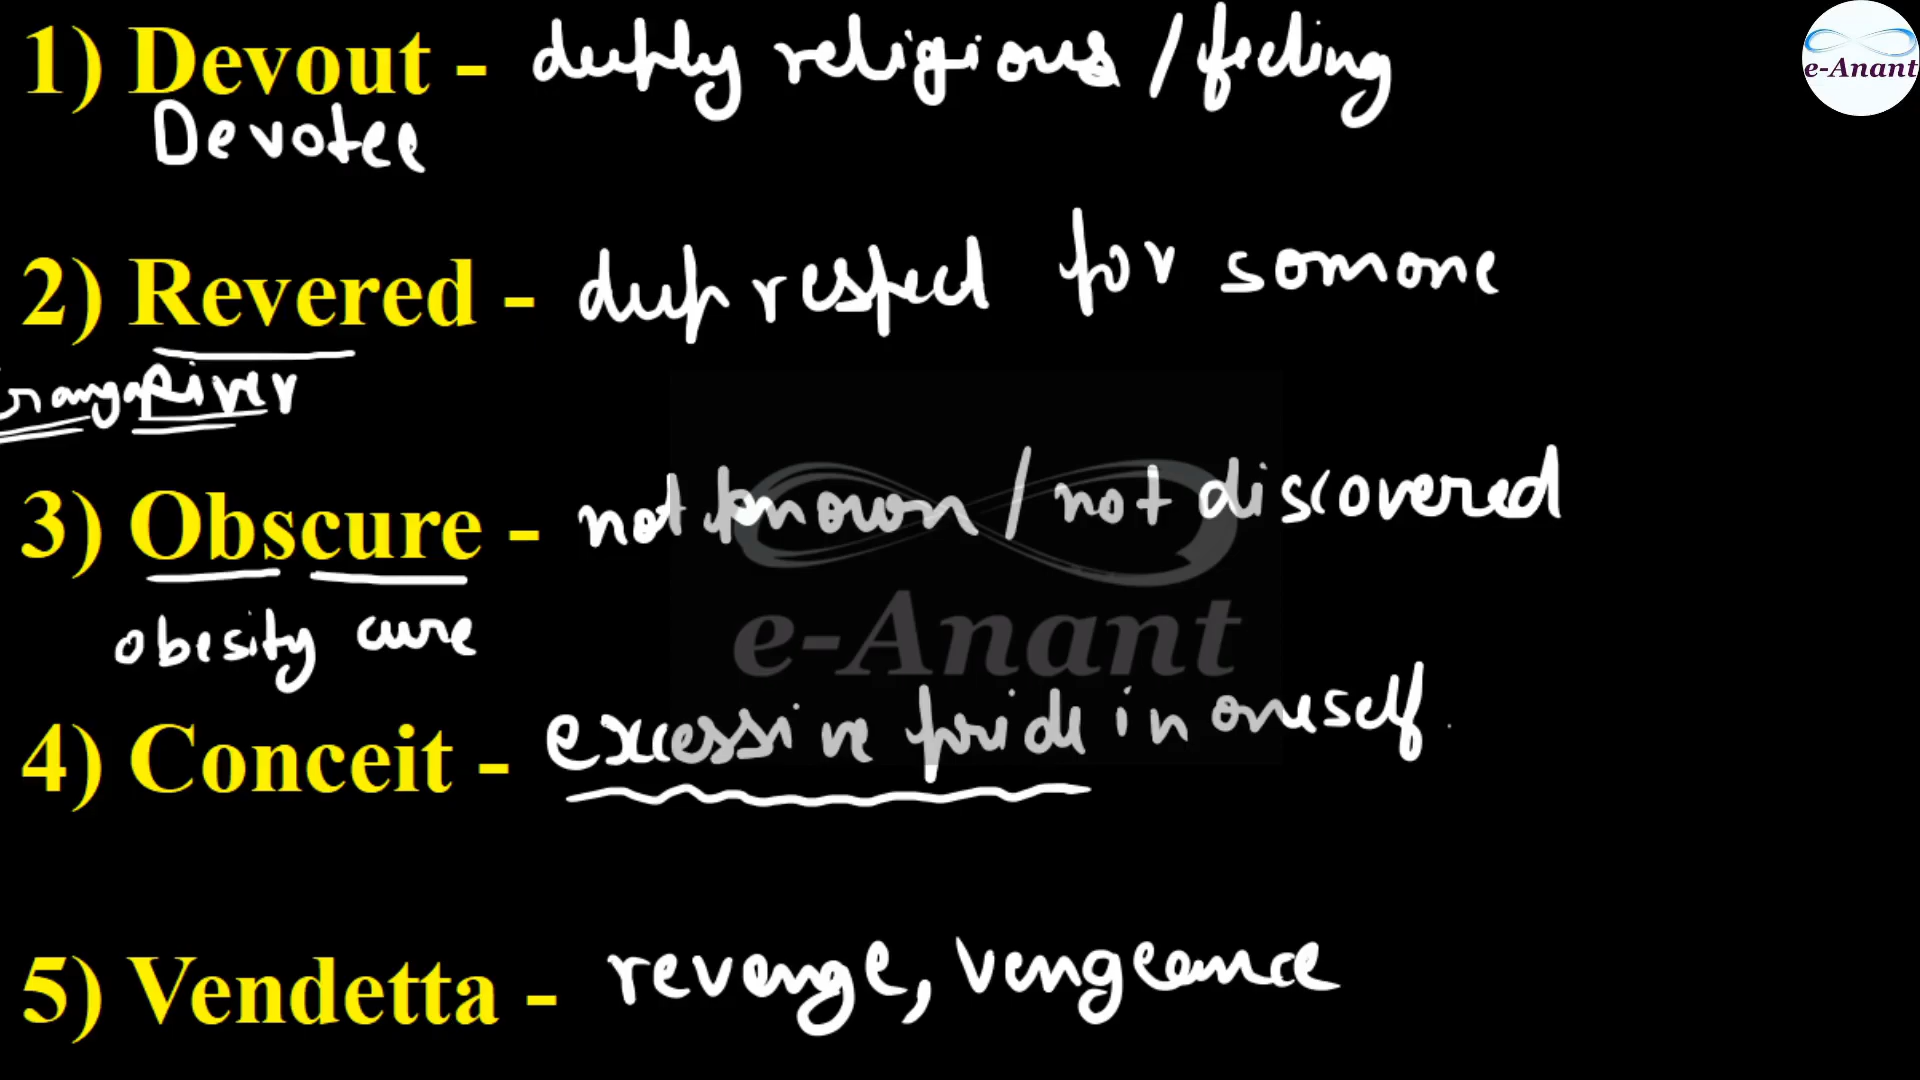 1) Devout - deeply religious / feeling
e-Anant
Devotee
2) Revered - deep respect for somone
River
3) Obscure - not known / not discovered
obesity cure
e-Anant
4) Conceit - excessive pride in oneself.
5) Vendetta - revenge, vengeance